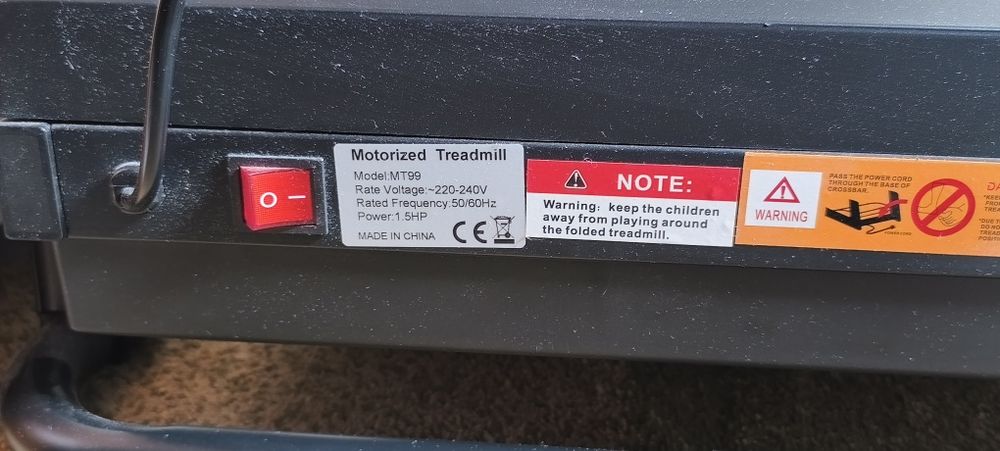 Motorized Treadmill
Model:MT99
Rate Voltage:~220-240V
Rated Frequency:50/60Hz
Power:1.5HP
MADE IN CHINA CE
NOTE:
Warning: keep the children
away from playing around
the folded treadmill.
WARNING
PASS THE POWER CORD
THROUGH THE BASE OF
CROSSBAR.
POWER CORD